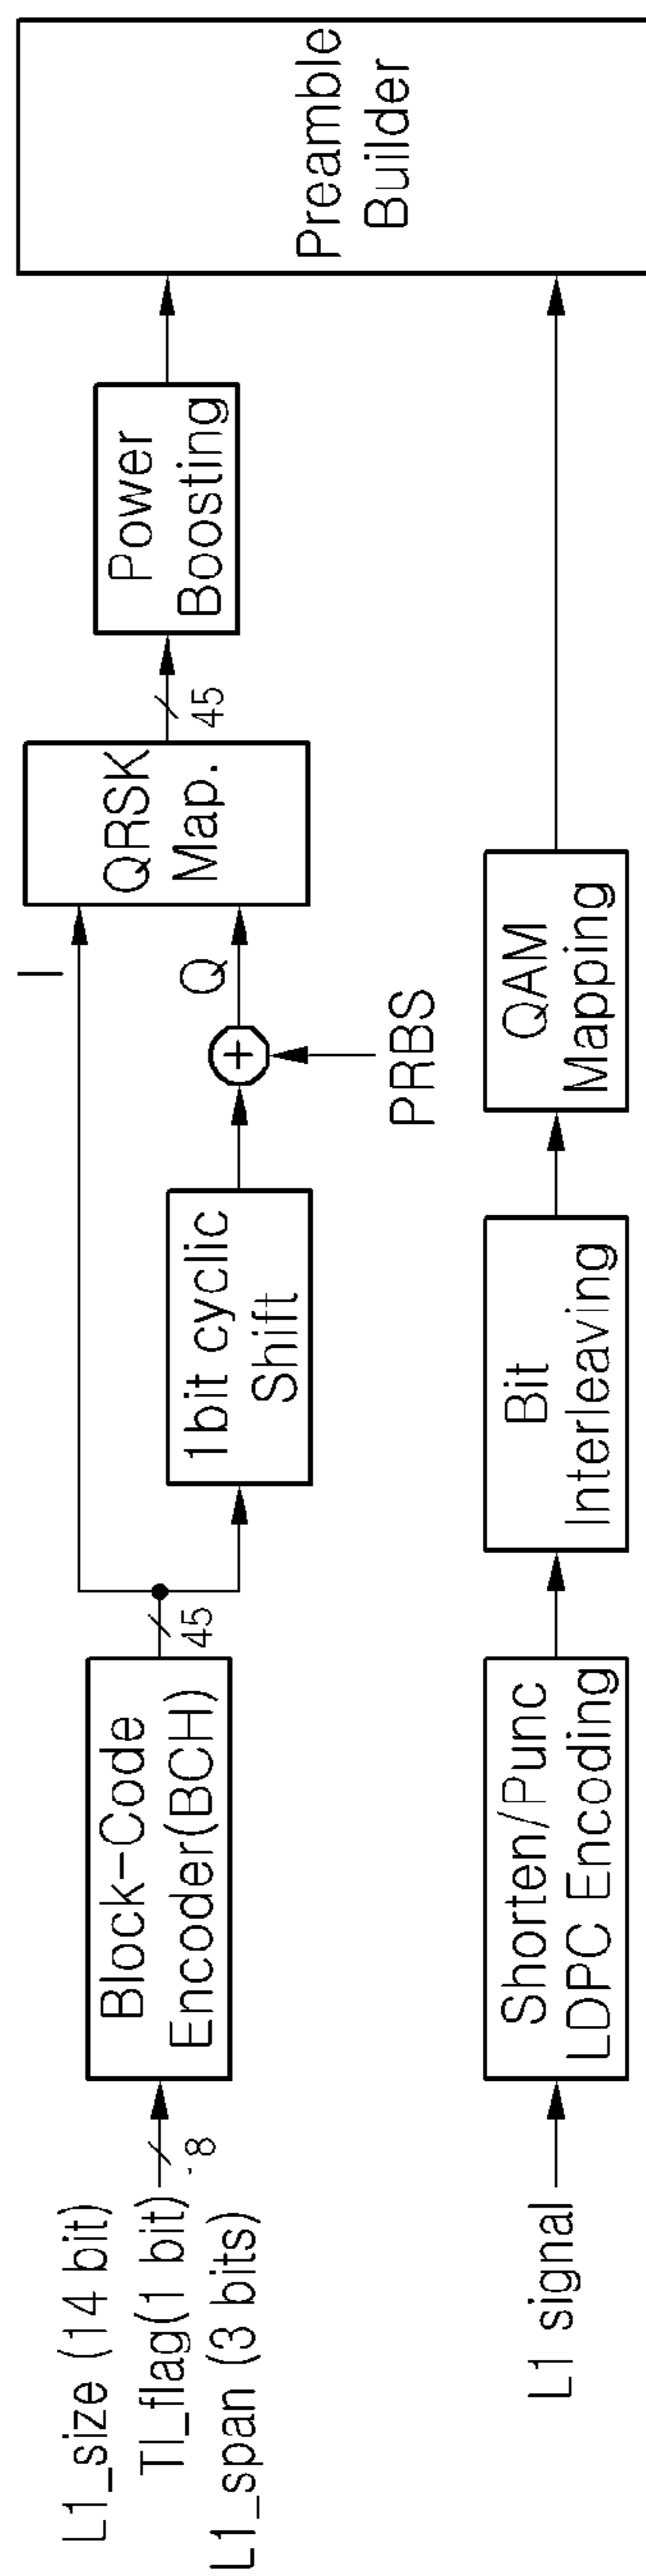 L1_size (14 bit)
TI_flag(1 bit)
L1_span (3 bits)
8
Block-Code
Encoder(BCH)
45
1bit cyclic
Shift
I
Q
PRBS
QRSK
Map.
45
Power
Boosting
Preamble
Builder
L1 signal
Shorten/Punc
LDPC Encoding
Bit
Interleaving
QAM
Mapping